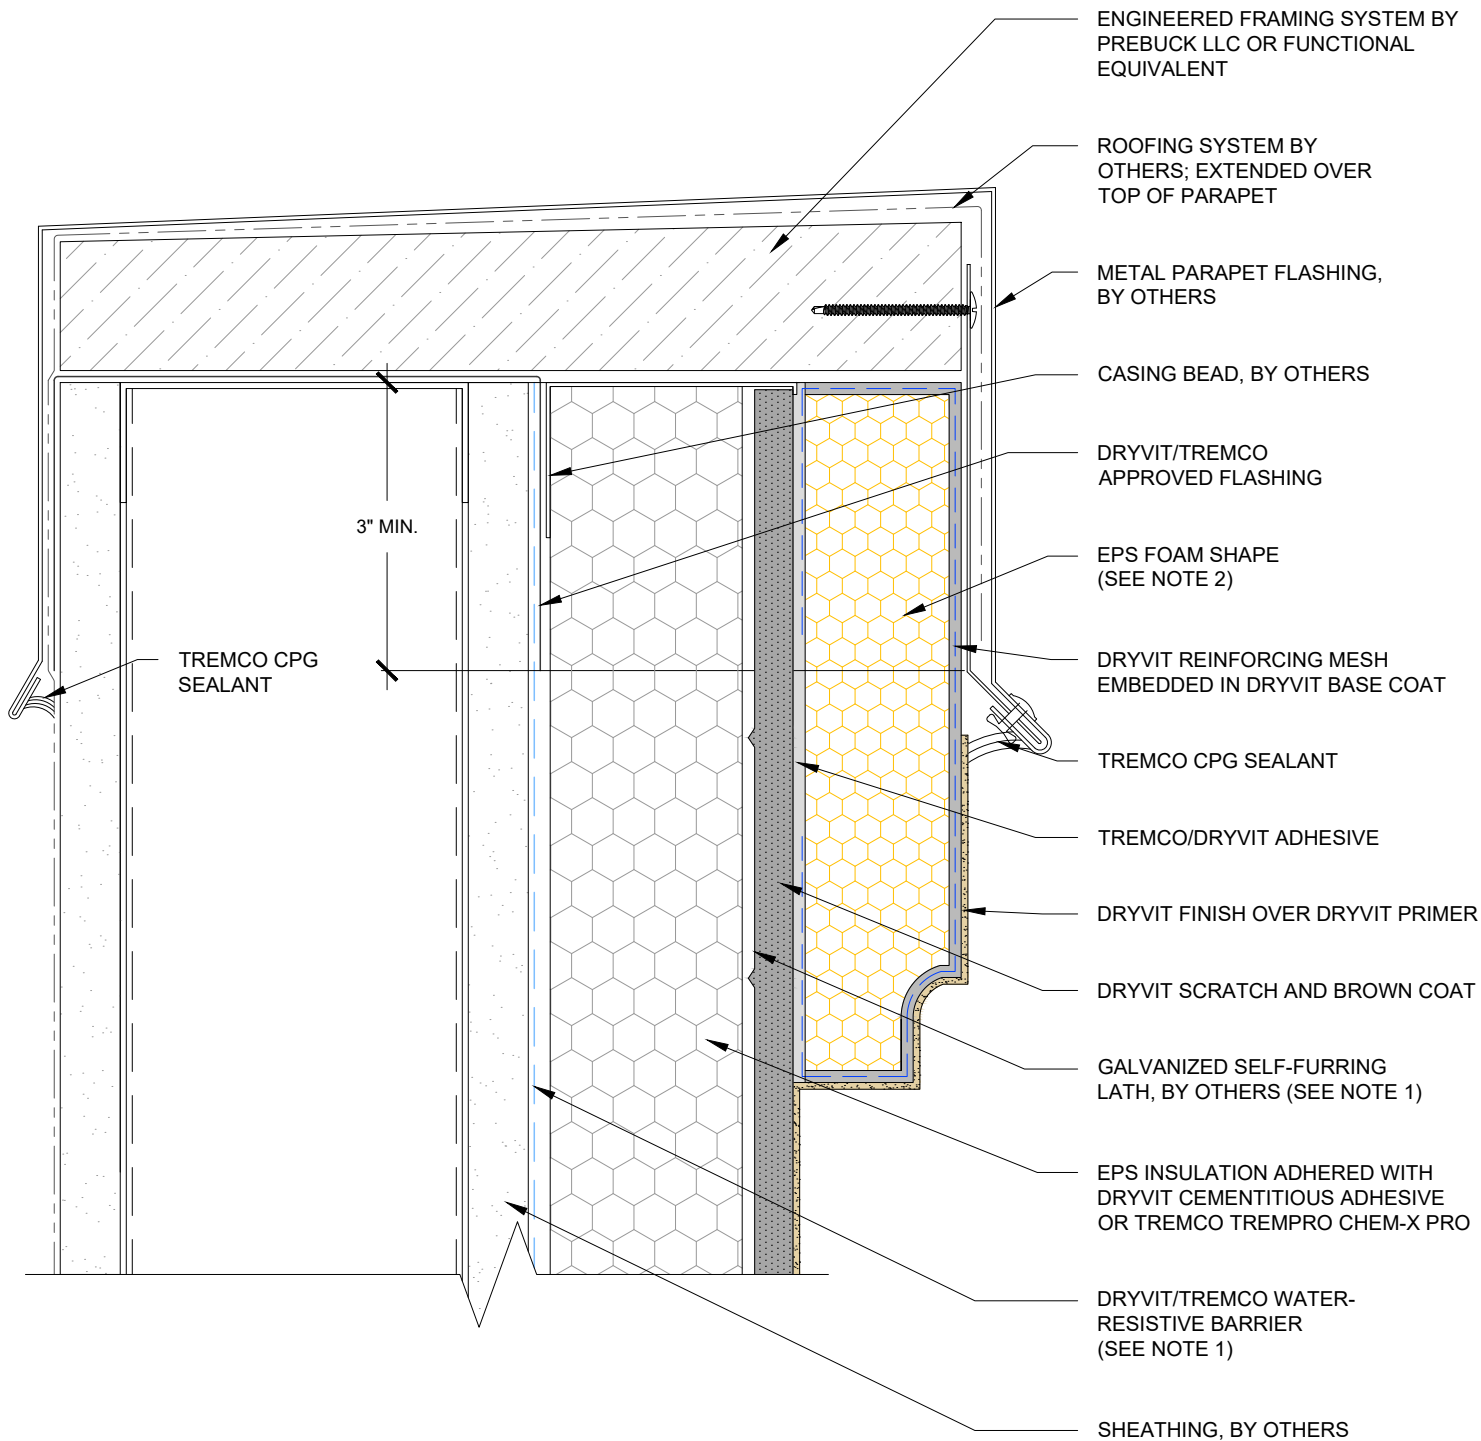 ENGINEERED FRAMING SYSTEM BY
PREBUCK LLC OR FUNCTIONAL
EQUIVALENT
ROOFING SYSTEM BY
OTHERS; EXTENDED OVER
TOP OF PARAPET
METAL PARAPET FLASHING,
BY OTHERS
CASING BEAD, BY OTHERS
DRYVIT/TREMCO
APPROVED FLASHING
3" MIN.
EPS FOAM SHAPE
(SEE NOTE 2)
TREMCO CPG
SEALANT
DRYVIT REINFORCING MESH
EMBEDDED IN DRYVIT BASE COAT
TREMCO CPG SEALANT
TREMCO/DRYVIT ADHESIVE
DRYVIT FINISH OVER DRYVIT PRIMER
DRYVIT SCRATCH AND BROWN COAT
GALVANIZED SELF-FURRING
LATH, BY OTHERS (SEE NOTE 1)
EPS INSULATION ADHERED WITH
DRYVIT CEMENTITIOUS ADHESIVE
OR TREMCO TREMPRO CHEM-X PRO
DRYVIT/TREMCO WATER-
RESISTIVE BARRIER
(SEE NOTE 1)
SHEATHING, BY OTHERS